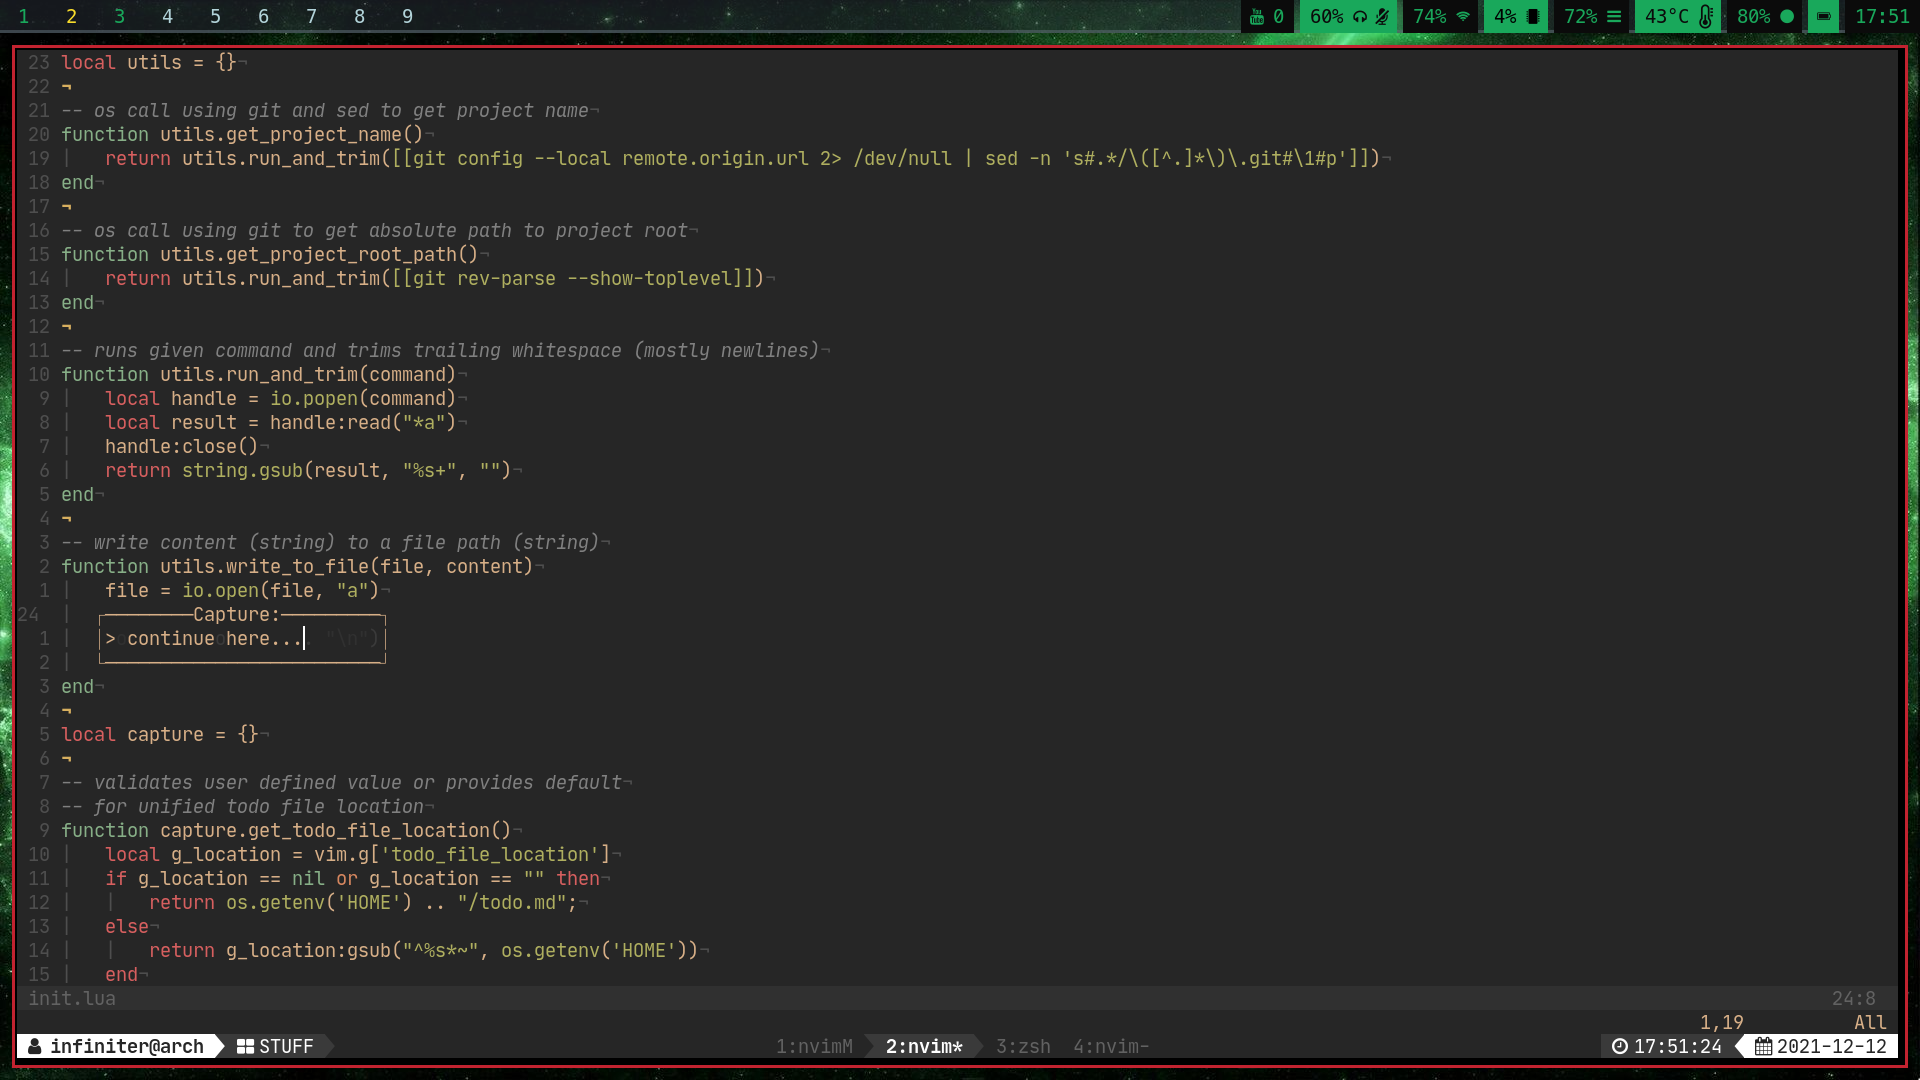 1 2 3 4 5 6 7 8 9 You Tube 0 60% 74% 4% 72% 43°C 80% 17:51
23 local utils = {}¬
22 ¬
21 -- os call using git and sed to get project name¬
20 function utils.get_project_name()¬
19 | return utils.run_and_trim([[git config --local remote.origin.url 2> /dev/null | sed -n 's#.*/\([^.]*\)\.git#\1#p']])¬
18 end¬
17 ¬
16 -- os call using git to get absolute path to project root¬
15 function utils.get_project_root_path()¬
14 | return utils.run_and_trim([[git rev-parse --show-toplevel]])¬
13 end¬
12 ¬
11 -- runs given command and trims trailing whitespace (mostly newlines)¬
10 function utils.run_and_trim(command)¬
9 | local handle = io.popen(command)¬
8 | local result = handle:read("*a")¬
7 | handle:close()¬
6 | return string.gsub(result, "%s+", "")¬
5 end¬
4 ¬
3 -- write content (string) to a file path (string)¬
2 function utils.write_to_file(file, content)¬
1 | file = io.open(file, "a")¬
24 | Capture:
1 | > continue here... "\n")
2 |
3 end¬
4 ¬
5 local capture = {}¬
6 ¬
7 -- validates user defined value or provides default¬
8 -- for unified todo file location¬
9 function capture.get_todo_file_location()¬
10 | local g_location = vim.g['todo_file_location']¬
11 | if g_location == nil or g_location == "" then¬
12 | | return os.getenv('HOME') .. "/todo.md";¬
13 | else¬
14 | | return g_location:gsub("^%s*~", os.getenv('HOME'))¬
15 | end¬
init.lua 24:8
1,19 All
infiniter@arch STUFF 1:nvimM 2:nvim* 3:zsh 4:nvim- 17:51:24 2021-12-12